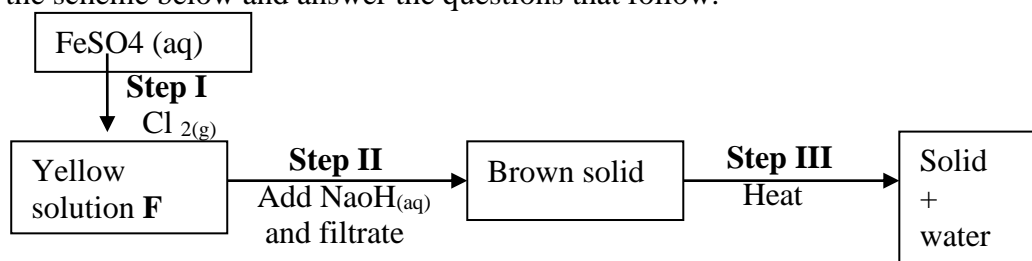 the scheme below and answer the questions that follow.
FeSO4 (aq)
Step I
Cl 2(g)
Yellow
solution F
Step II
Add NaoH(aq)
and filtrate
Brown solid
Step III
Heat
Solid
+
water